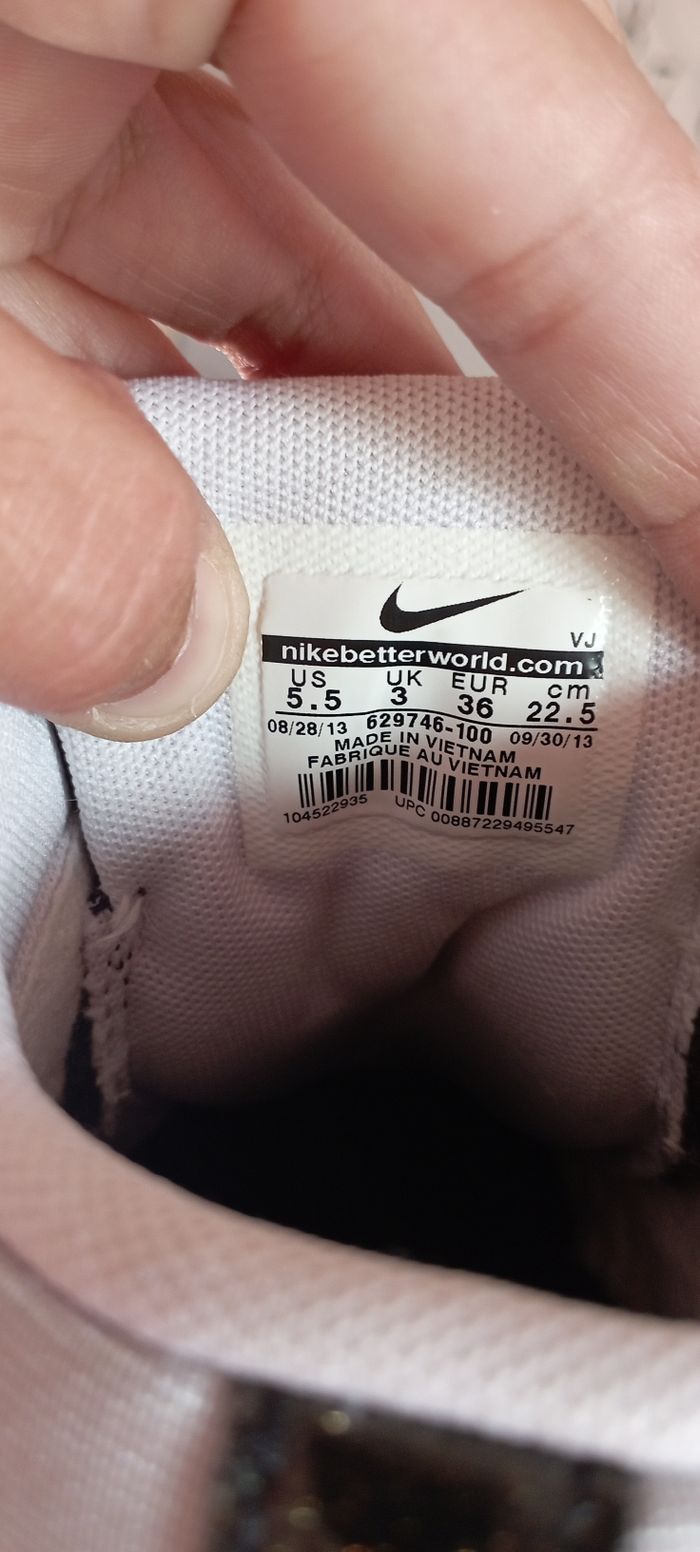 VJ
nikebetterworld.com
US UK EUR cm
5.5 3 36 22.5
08/28/13 629746-100 09/30/13
MADE IN VIETNAM
FABRIQUE AU VIETNAM
104522935 UPC 00887229495547